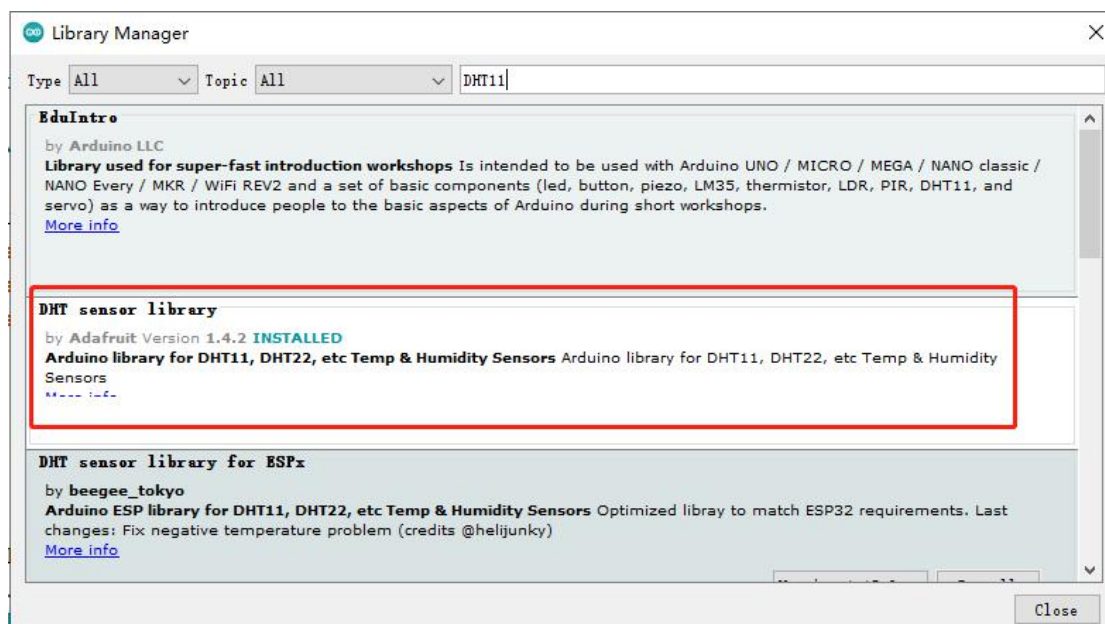 Library Manager
Type All Topic All DHT11
EduIntro
by Arduino LLC
Library used for super-fast introduction workshops Is intended to be used with Arduino UNO / MICRO / MEGA / NANO classic /
NANO Every / MKR / WiFi REV2 and a set of basic components (led, button, piezo, LM35, thermistor, LDR, PIR, DHT11, and
servo) as a way to introduce people to the basic aspects of Arduino during short workshops.
More info
DHT sensor library
by Adafruit Version 1.4.2 INSTALLED
Arduino library for DHT11, DHT22, etc Temp & Humidity Sensors Arduino library for DHT11, DHT22, etc Temp & Humidity
Sensors
More info
DHT sensor library for ESPx
by beegee_tokyo
Arduino ESP library for DHT11, DHT22, etc Temp & Humidity Sensors Optimized libray to match ESP32 requirements. Last
changes: Fix negative temperature problem (credits @helijunky)
More info
Close